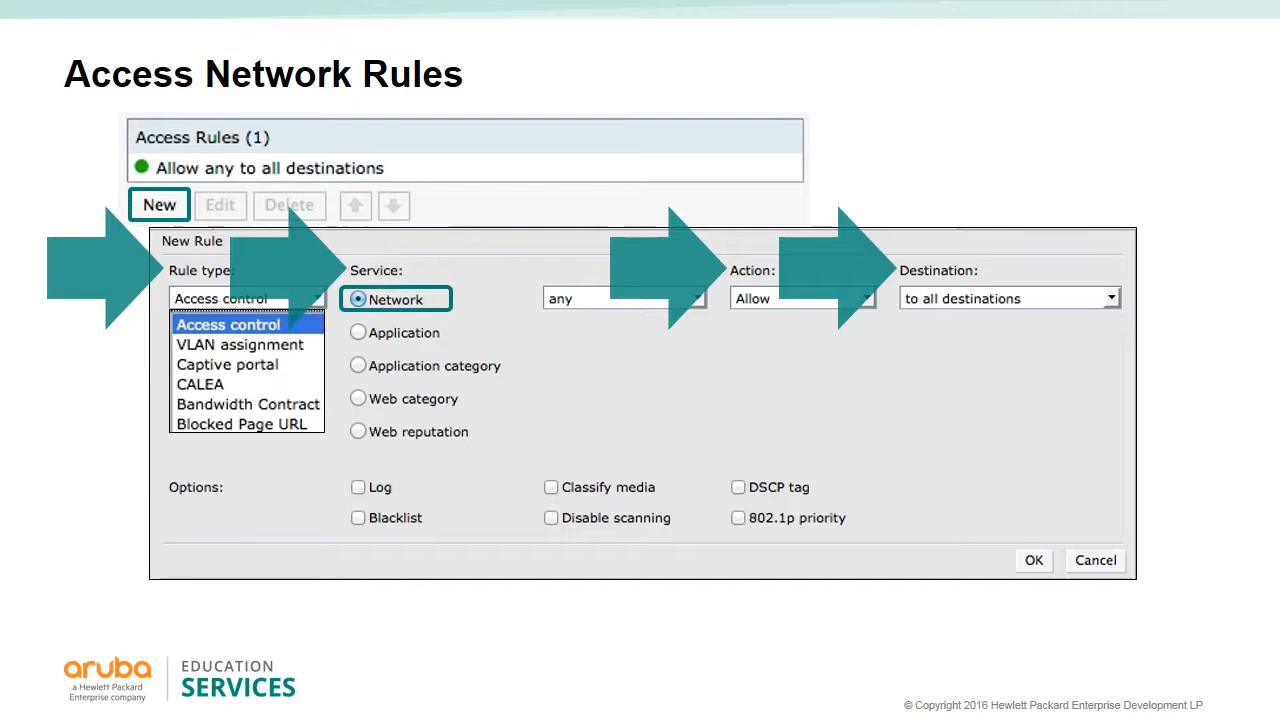 Access Network Rules
Access Rules (1)
Allow any to all destinations
New Edit Delete
New Rule
Rule type: Service: Action: Destination:
Access control Network any Allow to all destinations
Access control
VLAN assignment
Captive portal
CALEA
Bandwidth Contract
Blocked Page URL
Application
Application category
Web category
Web reputation
Options: Log Classify media DSCP tag
Blacklist Disable scanning 802.1p priority
OK Cancel
aruba
a Hewlett Packard
Enterprise company
EDUCATION
SERVICES
© Copyright 2016 Hewlett Packard Enterprise Development LP